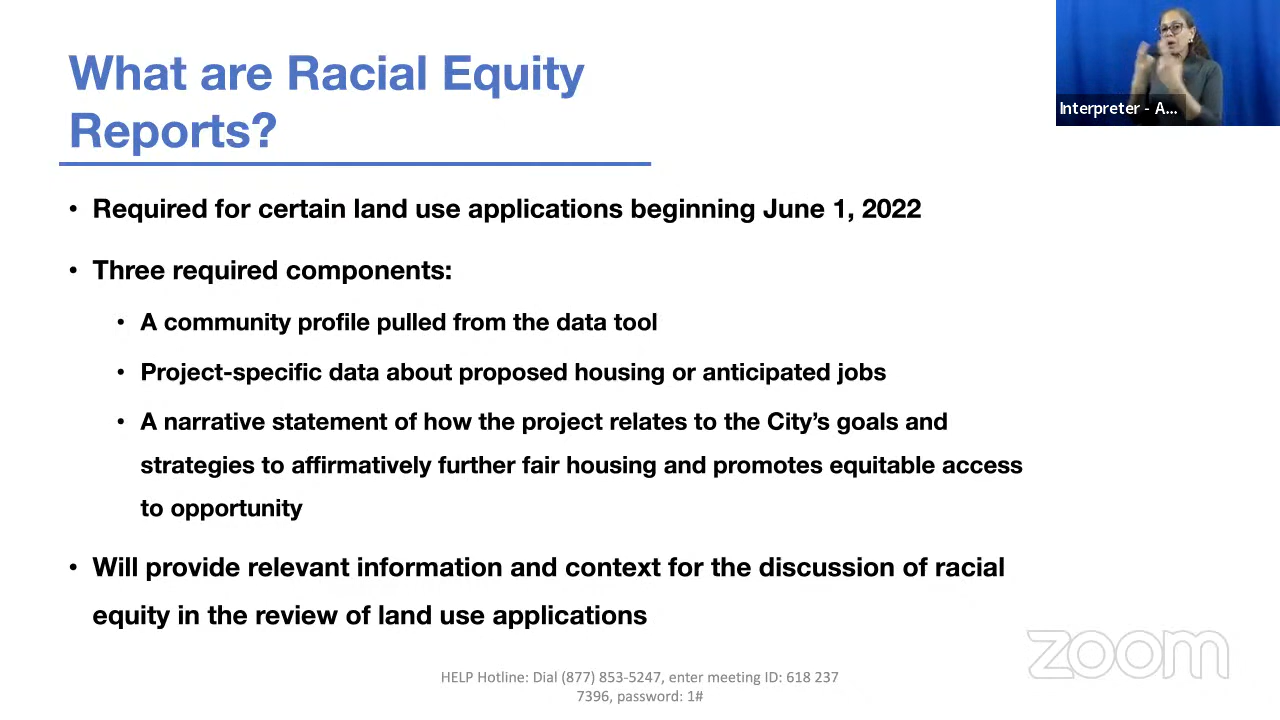 What are Racial Equity
Reports?
Interpreter - A...
• Required for certain land use applications beginning June 1, 2022
• Three required components:
• A community profile pulled from the data tool
• Project-specific data about proposed housing or anticipated jobs
• A narrative statement of how the project relates to the City’s goals and
strategies to affirmatively further fair housing and promotes equitable access
to opportunity
• Will provide relevant information and context for the discussion of racial
equity in the review of land use applications
zoom
HELP Hotline: Dial (877) 853-5247, enter meeting ID: 618 237
7396, password: 1#